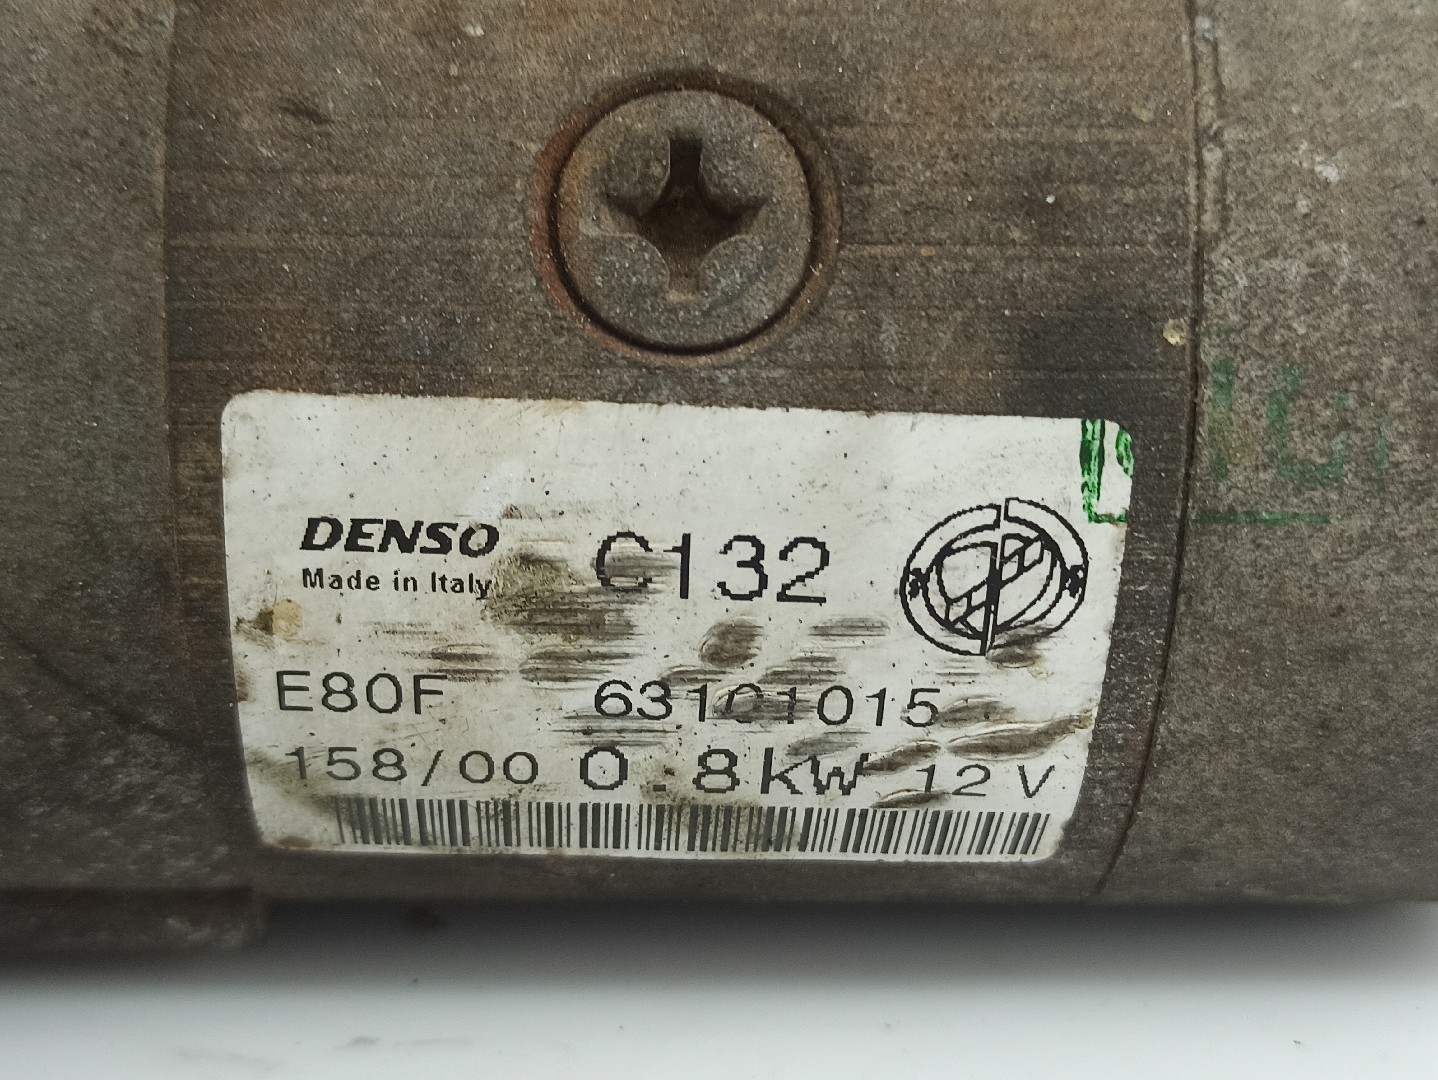 DENSO C132
Made in Italy
E80F 63101015
158/00 0.8kW 12V